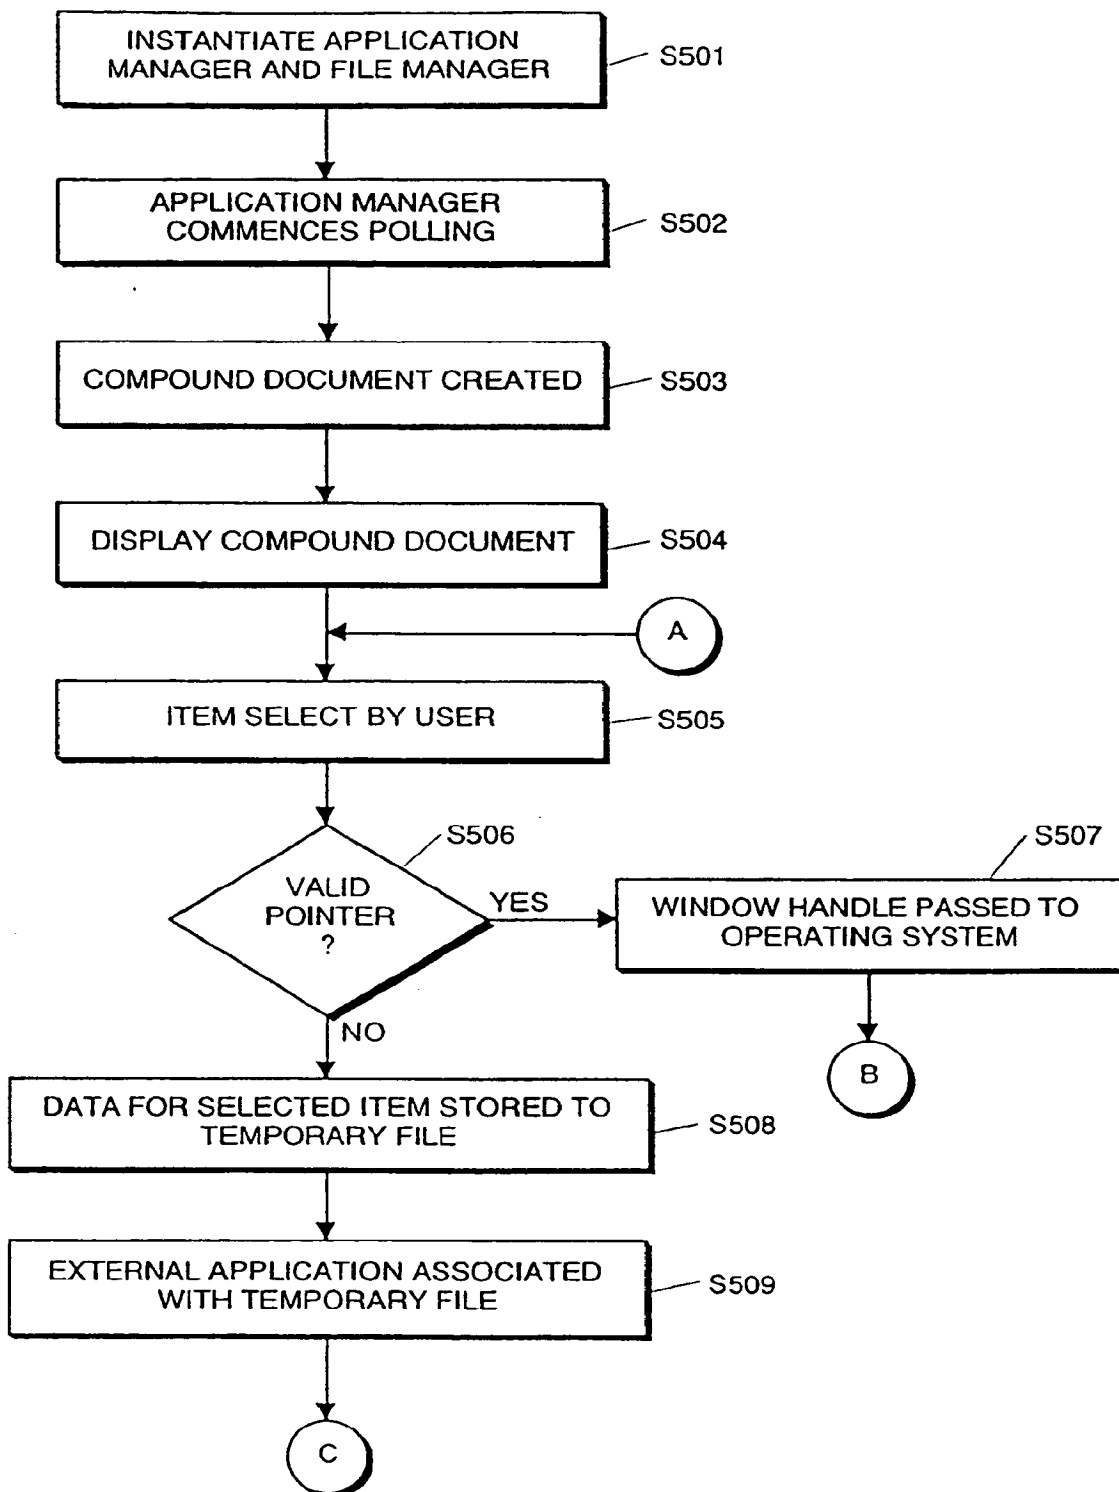 INSTANTIATE APPLICATION
MANAGER AND FILE MANAGER
S501
APPLICATION MANAGER
COMMENCES POLLING
S502
COMPOUND DOCUMENT CREATED
S503
DISPLAY COMPOUND DOCUMENT
S504
A
ITEM SELECT BY USER
S505
S506
VALID
POINTER
?
YES
S507
WINDOW HANDLE PASSED TO
OPERATING SYSTEM
B
NO
DATA FOR SELECTED ITEM STORED TO
TEMPORARY FILE
S508
EXTERNAL APPLICATION ASSOCIATED
WITH TEMPORARY FILE
S509
C